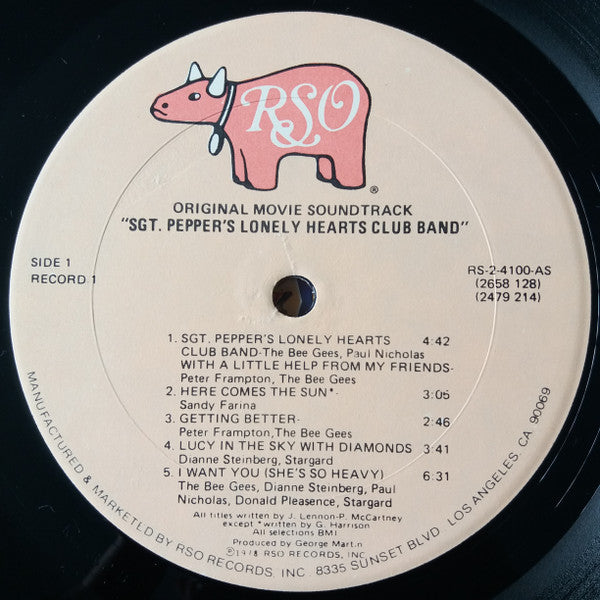 RSO
®
ORIGINAL MOVIE SOUNDTRACK
"SGT. PEPPER'S LONELY HEARTS CLUB BAND"
SIDE 1
RECORD 1
RS-2-4100-AS
(2658 128)
(2479 214)
1. SGT. PEPPER'S LONELY HEARTS 4:42
CLUB BAND-The Bee Gees, Paul Nicholas
WITH A LITTLE HELP FROM MY FRIENDS-
Peter Frampton, The Bee Gees
2. HERE COMES THE SUN*- 3:05
Sandy Farina
3. GETTING BETTER- 2:46
Peter Frampton,The Bee Gees
4. LUCY IN THE SKY WITH DIAMONDS 3:41
Dianne Steinberg, Stargard
5. I WANT YOU (SHE'S SO HEAVY) 6:31
The Bee Gees, Dianne Steinberg, Paul
Nicholas, Donald Pleasence, Stargard
All titles written by J. Lennon-P. McCartney
except *written by G. Harrison
All selections BMI
Produced by George Martin
℗©1978 RSO RECORDS, INC.
MANUFACTURED & MARKETED BY RSO RECORDS, INC. 8335 SUNSET BLVD. LOS ANGELES, CA 90069